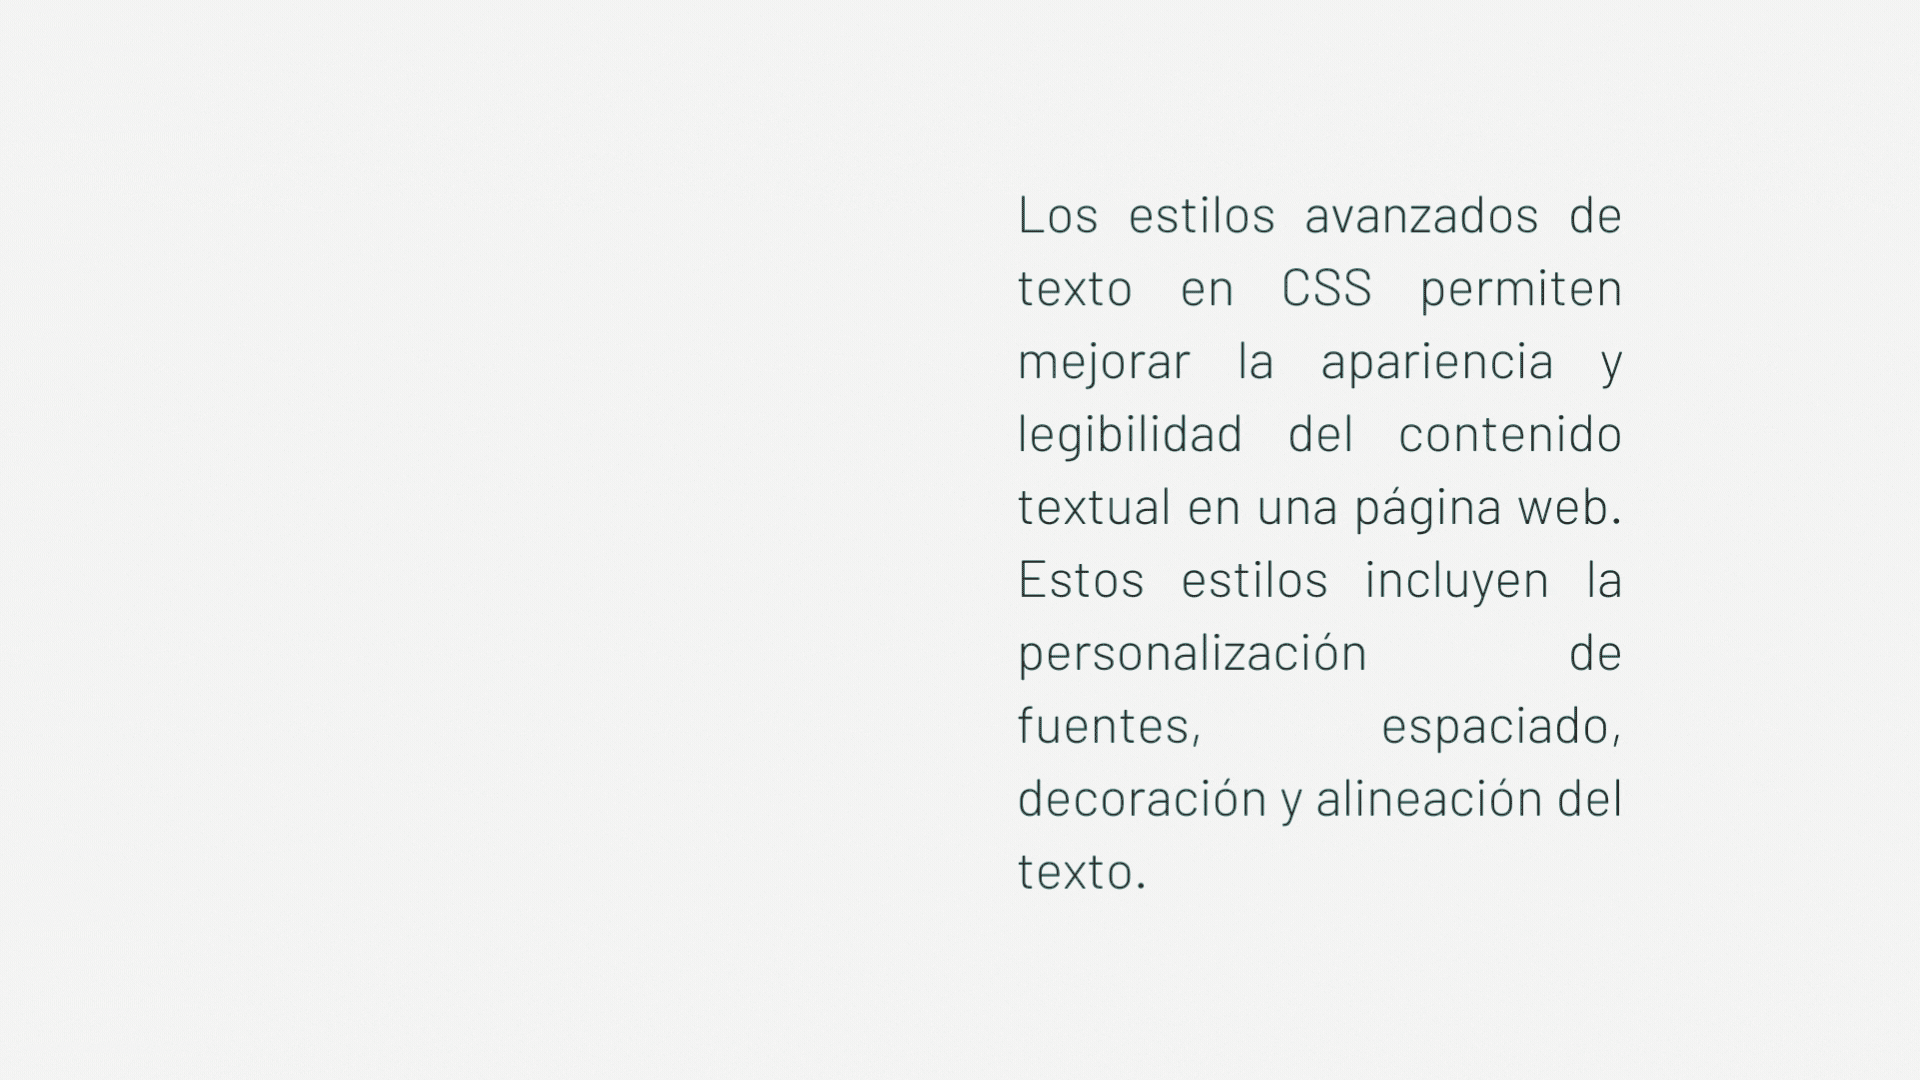 Los estilos avanzados de
texto en CSS permiten
mejorar la apariencia y
legibilidad del contenido
textual en una página web.
Estos estilos incluyen la
personalización de
fuentes, espaciado,
decoración y alineación del
texto.